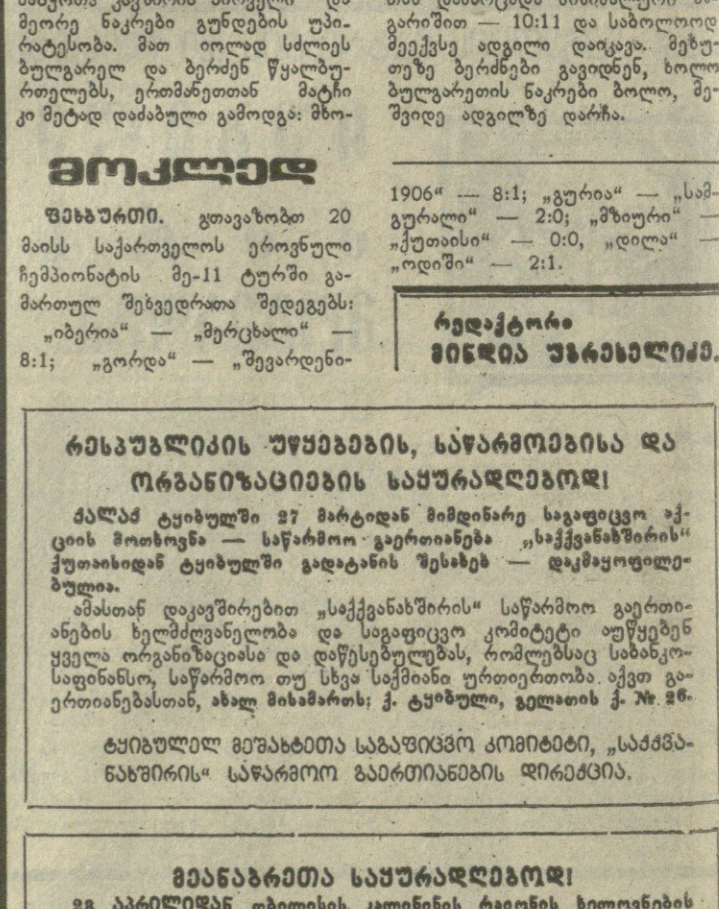 მეორე ნაკრები გუნდების უპი-
რატესობა. მათ იოლად სძლიეს
ბულგარელ და ბერძენ წყალბუ-
რთელებს, ერთმანეთთან მატჩი
კი მეტად დაძაბული გამოდგა: მხო-
გარიშით — 10:11 და საბოლოოდ
მეექვსე ადგილი დაიკავა. მეხუ-
თეზე ბერძნები გავიდნენ, ხოლო
ბულგარეთის ნაკრები ბოლო, მე-
შვიდე ადგილზე დარჩა.
მოკლედ
ფეხბურთი. გთავაზობთ 20
მაისს საქართველოს ეროვნული
ჩემპიონატის მე-11 ტურში გა-
მართულ შეხვედრათა შედეგებს:
„იბერია“ — „მერცხალი“ —
8:1; „გორდა“ — „შევარდენი-
1906“ — 8:1; „გურია“ — „სამ-
გურალი“ — 2:0; „მზიური“ —
„ქუთაისი“ — 0:0, „დილა“ —
„ოდიში“ — 2:1.
რედაქტორი
მინდია უგრეხელიძე.
რესპუბლიკის უწყებების, საწარმოებისა და
ორგანიზაციების საყურადღებოდ!
ქალაქ ტყიბულში 27 მარტიდან მიმდინარე საგაფიცვო აქ-
ციის მოთხოვნა — საწარმოო გაერთიანება „საქქვანახშირის“
ქუთაისიდან ტყიბულში გადატანის შესახებ — დაკმაყოფილე-
ბულია.
ამასთან დაკავშირებით „საქქვანახშირის“ საწარმოო გაერთი-
ანების ხელმძღვანელობა და საგაფიცვო კომიტეტი აუწყებენ
ყველა ორგანიზაციასა და დაწესებულებას, რომლებსაც საბანკო-
საფინანსო, საწარმოო თუ სხვა საქმიანი ურთიერთობა აქვთ გა-
ერთიანებასთან, ახალ მისამართს: ქ. ტყიბული, გელათის ქ. № 26.
ტყიბულელ მეშახტეთა საგაფიცვო კომიტეტი, „საქქვა-
ნახშირის“ საწარმოო გაერთიანების დირექცია.
მეანაბრეთა საყურადღებოდ!
28 აპრილიდან თბილისის კალინინის რაიონის ხელოვნების